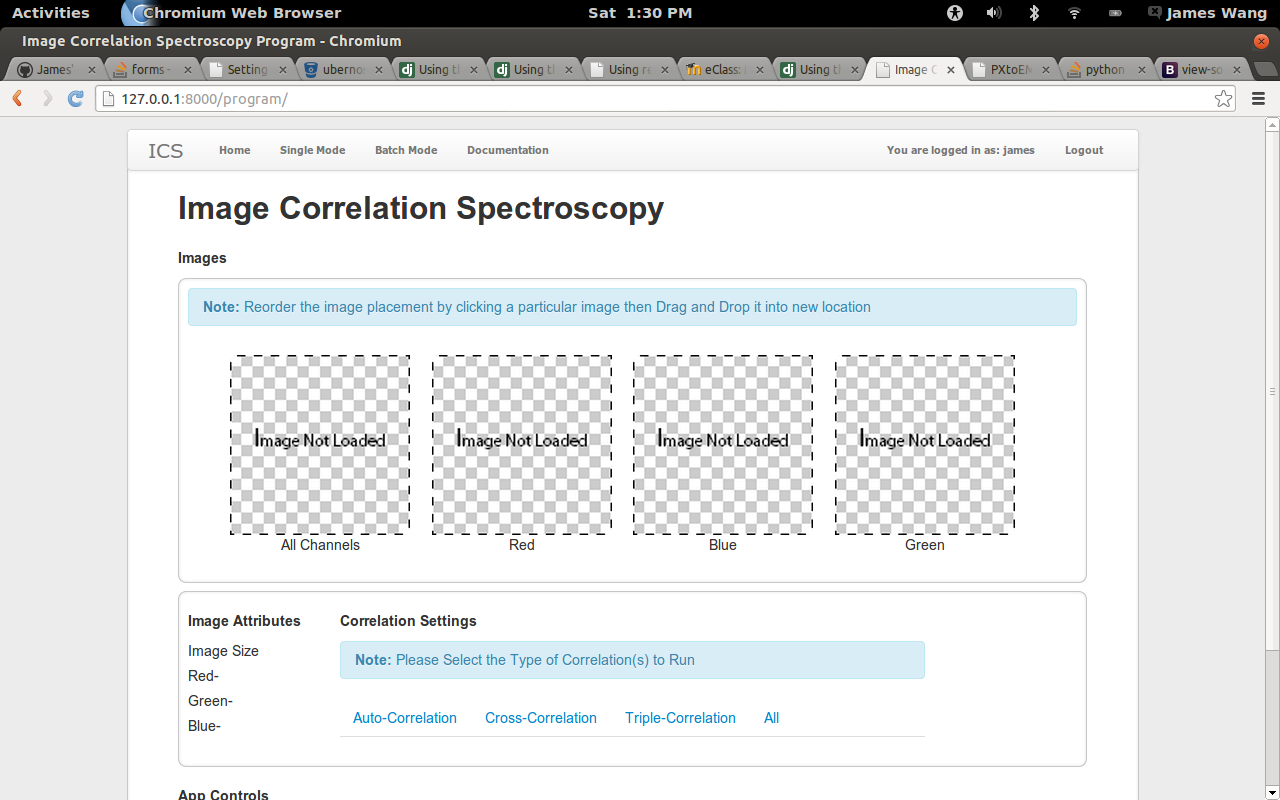 Activities Chromium Web Browser Sat 1:30 PM James Wang
Image Correlation Spectroscopy Program - Chromium
James' forms - Setting uberno Using t Using t Using re eClass: Using t Image C PXtoEM python view-so
127.0.0.1:8000/program/
ICS Home Single Mode Batch Mode Documentation You are logged in as: james Logout
Image Correlation Spectroscopy
Images
Note: Reorder the image placement by clicking a particular image then Drag and Drop it into new location
Image Not Loaded Image Not Loaded Image Not Loaded Image Not Loaded
All Channels Red Blue Green
Image Attributes Correlation Settings
Image Size
Note: Please Select the Type of Correlation(s) to Run
Red-
Green-
Auto-Correlation Cross-Correlation Triple-Correlation All
Blue-
App Controls